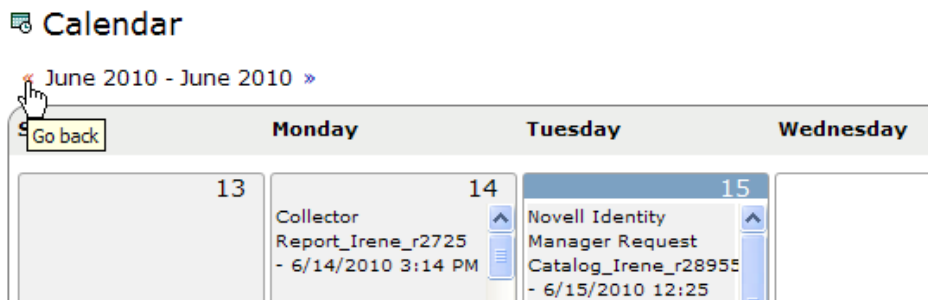 Calendar
« June 2010 - June 2010 »
Go back
S
Monday
Tuesday
Wednesday
13
14
15
Collector
Report_Irene_r2725
- 6/14/2010 3:14 PM
Novell Identity
Manager Request
Catalog_Irene_r28955
- 6/15/2010 12:25